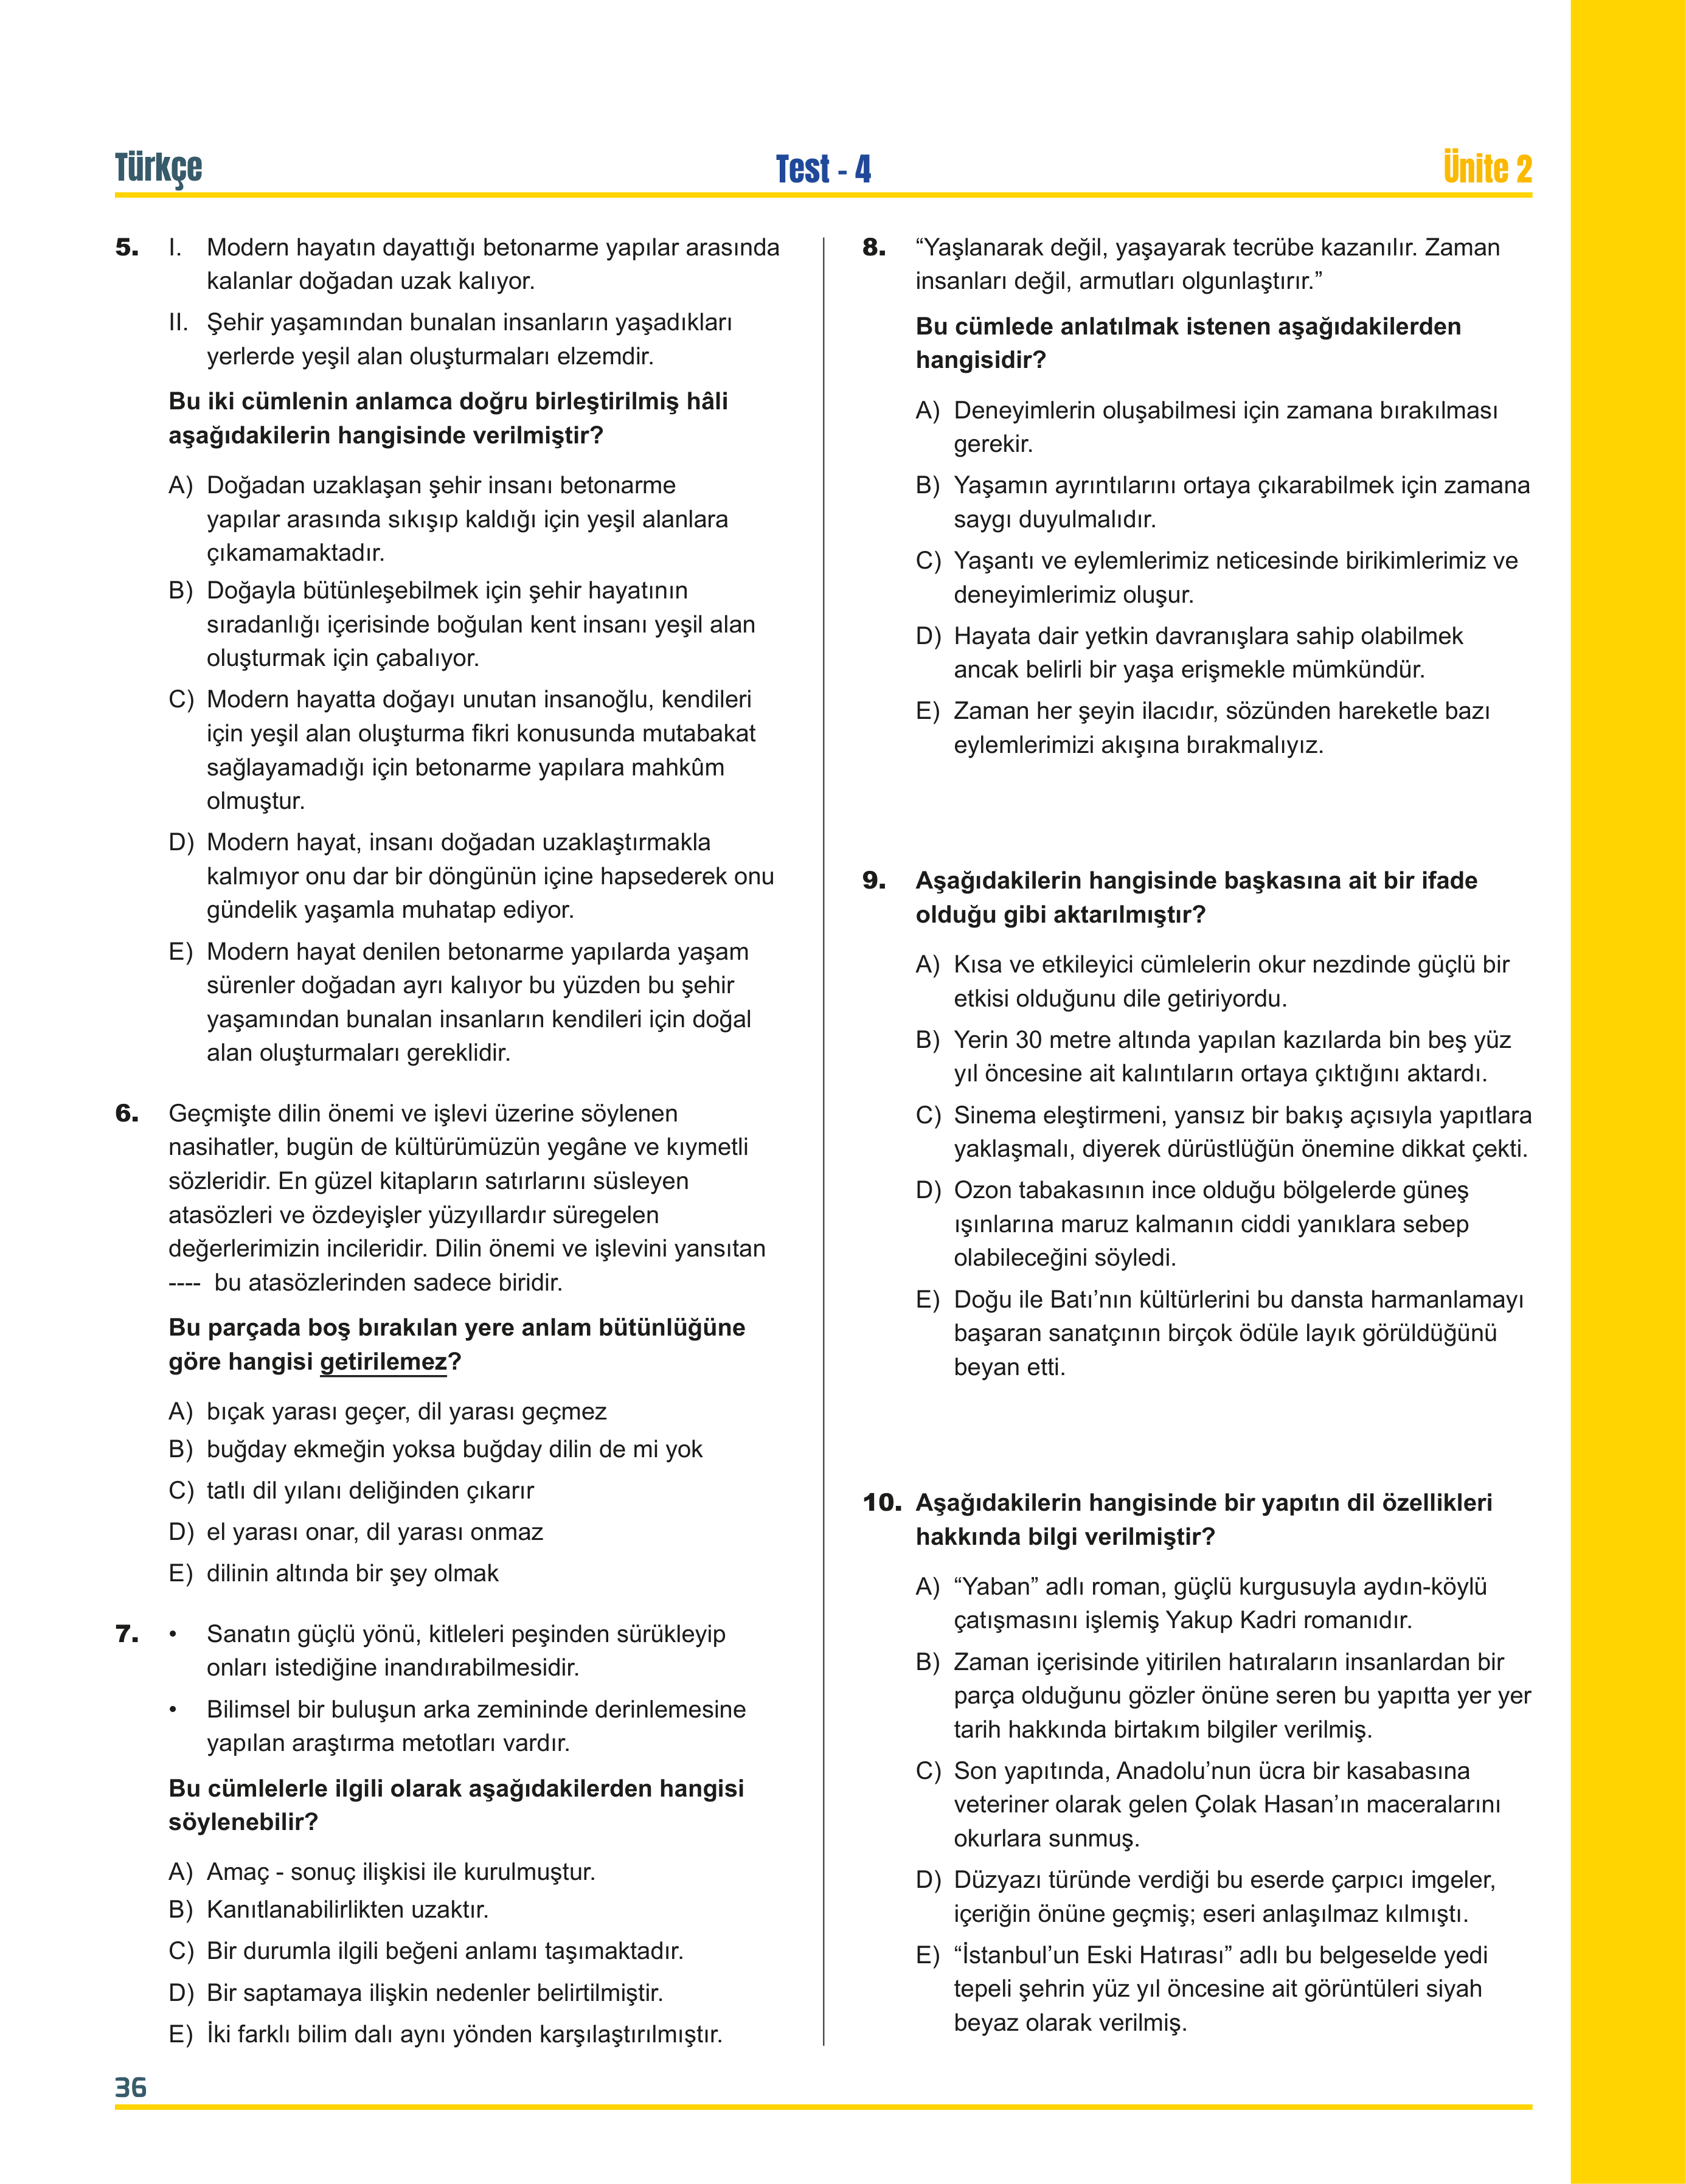 Türkçe
Test - 4
Ünite 2
5. I. Modern hayatın dayattığı betonarme yapılar arasında
kalanlar doğadan uzak kalıyor.
II. Şehir yaşamından bunalan insanların yaşadıkları
yerlerde yeşil alan oluşturmaları elzemdir.
Bu iki cümlenin anlamca doğru birleştirilmiş hâli
aşağıdakilerin hangisinde verilmiştir?
A) Doğadan uzaklaşan şehir insanı betonarme
yapılar arasında sıkışıp kaldığı için yeşil alanlara
çıkamamaktadır.
B) Doğayla bütünleşebilmek için şehir hayatının
sıradanlığı içerisinde boğulan kent insanı yeşil alan
oluşturmak için çabalıyor.
C) Modern hayatta doğayı unutan insanoğlu, kendileri
için yeşil alan oluşturma fikri konusunda mutabakat
sağlayamadığı için betonarme yapılara mahkûm
olmuştur.
D) Modern hayat, insanı doğadan uzaklaştırmakla
kalmıyor onu dar bir döngünün içine hapsederek onu
gündelik yaşamla muhatap ediyor.
E) Modern hayat denilen betonarme yapılarda yaşam
sürenler doğadan ayrı kalıyor bu yüzden bu şehir
yaşamından bunalan insanların kendileri için doğal
alan oluşturmaları gereklidir.
6. Geçmişte dilin önemi ve işlevi üzerine söylenen
nasihatler, bugün de kültürümüzün yegâne ve kıymetli
sözleridir. En güzel kitapların satırlarını süsleyen
atasözleri ve özdeyişler yüzyıllardır süregelen
değerlerimizin incileridir. Dilin önemi ve işlevini yansıtan
---- bu atasözlerinden sadece biridir.
Bu parçada boş bırakılan yere anlam bütünlüğüne
göre hangisi getirilemez?
A) bıçak yarası geçer, dil yarası geçmez
B) buğday ekmeğin yoksa buğday dilin de mi yok
C) tatlı dil yılanı deliğinden çıkarır
D) el yarası onar, dil yarası onmaz
E) dilinin altında bir şey olmak
7. • Sanatın güçlü yönü, kitleleri peşinden sürükleyip
onları istediğine inandırabilmesidir.
• Bilimsel bir buluşun arka zemininde derinlemesine
yapılan araştırma metotları vardır.
Bu cümlelerle ilgili olarak aşağıdakilerden hangisi
söylenebilir?
A) Amaç - sonuç ilişkisi ile kurulmuştur.
B) Kanıtlanabilirlikten uzaktır.
C) Bir durumla ilgili beğeni anlamı taşımaktadır.
D) Bir saptamaya ilişkin nedenler belirtilmiştir.
E) İki farklı bilim dalı aynı yönden karşılaştırılmıştır.
8. “Yaşlanarak değil, yaşayarak tecrübe kazanılır. Zaman
insanları değil, armutları olgunlaştırır.”
Bu cümlede anlatılmak istenen aşağıdakilerden
hangisidir?
A) Deneyimlerin oluşabilmesi için zamana bırakılması
gerekir.
B) Yaşamın ayrıntılarını ortaya çıkarabilmek için zamana
saygı duyulmalıdır.
C) Yaşantı ve eylemlerimiz neticesinde birikimlerimiz ve
deneyimlerimiz oluşur.
D) Hayata dair yetkin davranışlara sahip olabilmek
ancak belirli bir yaşa erişmekle mümkündür.
E) Zaman her şeyin ilacıdır, sözünden hareketle bazı
eylemlerimizi akışına bırakmalıyız.
9. Aşağıdakilerin hangisinde başkasına ait bir ifade
olduğu gibi aktarılmıştır?
A) Kısa ve etkileyici cümlelerin okur nezdinde güçlü bir
etkisi olduğunu dile getiriyordu.
B) Yerin 30 metre altında yapılan kazılarda bin beş yüz
yıl öncesine ait kalıntıların ortaya çıktığını aktardı.
C) Sinema eleştirmeni, yansız bir bakış açısıyla yapıtlara
yaklaşmalı, diyerek dürüstlüğün önemine dikkat çekti.
D) Ozon tabakasının ince olduğu bölgelerde güneş
ışınlarına maruz kalmanın ciddi yanıklara sebep
olabileceğini söyledi.
E) Doğu ile Batı’nın kültürlerini bu dansta harmanlamayı
başaran sanatçının birçok ödüle layık görüldüğünü
beyan etti.
10. Aşağıdakilerin hangisinde bir yapıtın dil özellikleri
hakkında bilgi verilmiştir?
A) “Yaban” adlı roman, güçlü kurgusuyla aydın-köylü
çatışmasını işlemiş Yakup Kadri romanıdır.
B) Zaman içerisinde yitirilen hatıraların insanlardan bir
parça olduğunu gözler önüne seren bu yapıtta yer yer
tarih hakkında birtakım bilgiler verilmiş.
C) Son yapıtında, Anadolu’nun ücra bir kasabasına
veteriner olarak gelen Çolak Hasan’ın maceralarını
okurlara sunmuş.
D) Düzyazı türünde verdiği bu eserde çarpıcı imgeler,
içeriğin önüne geçmiş; eseri anlaşılmaz kılmıştı.
E) “İstanbul’un Eski Hatırası” adlı bu belgeselde yedi
tepeli şehrin yüz yıl öncesine ait görüntüleri siyah
beyaz olarak verilmiş.
36